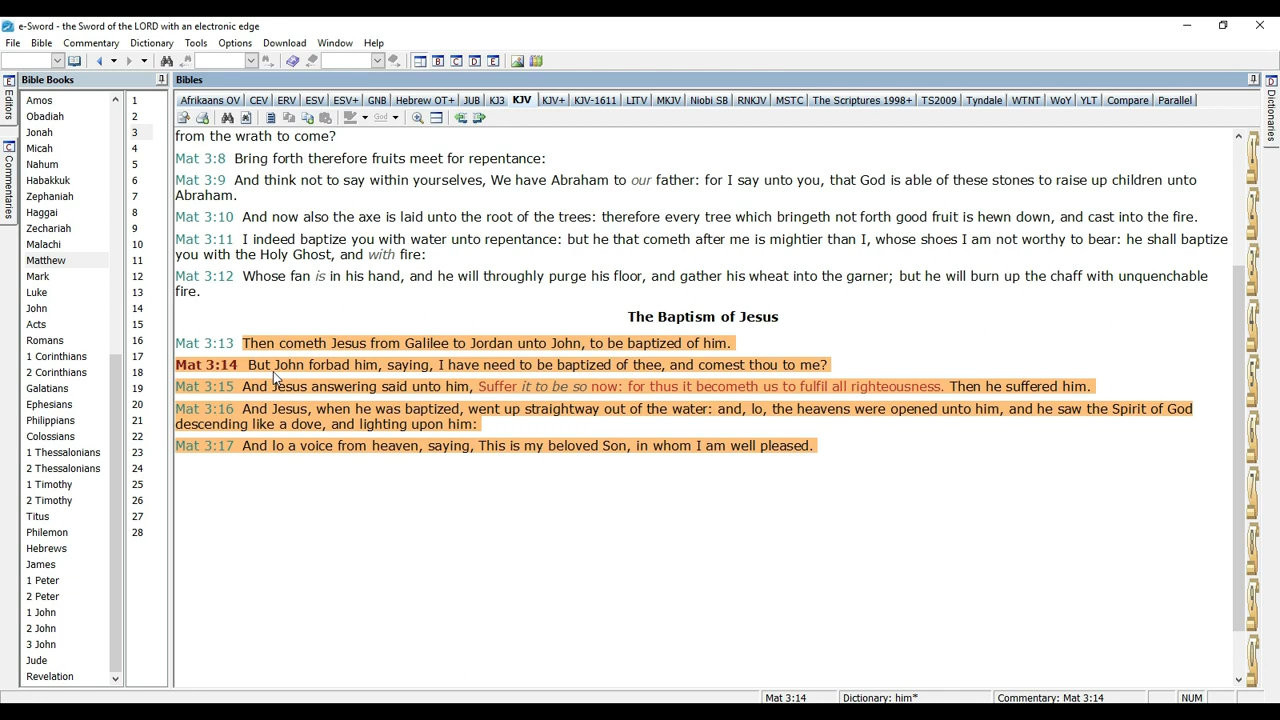 e-Sword - the Sword of the LORD with an electronic edge
File Bible Commentary Dictionary Tools Options Download Window Help
B C D E
Bible Books
Bibles
E Editors
Commentaries
Dictionaries
Afrikaans OV CEV ERV ESV ESV+ GNB Hebrew OT+ JUB KJ3 KJV KJV+ KJV-1611 LITV MKJV Niobi SB RNKJV MSTC The Scriptures 1998+ TS2009 Tyndale WTNT WoY YLT Compare Parallel
God
Amos 1
Obadiah 2
Jonah 3
Micah 4
Nahum 5
Habakkuk 6
Zephaniah 7
Haggai 8
Zechariah 9
Malachi 10
Matthew 11
Mark 12
Luke 13
John 14
Acts 15
Romans 16
1 Corinthians 17
2 Corinthians 18
Galatians 19
Ephesians 20
Philippians 21
Colossians 22
1 Thessalonians 23
2 Thessalonians 24
1 Timothy 25
2 Timothy 26
Titus 27
Philemon 28
Hebrews
James
1 Peter
2 Peter
1 John
2 John
3 John
Jude
Revelation
from the wrath to come?
Mat 3:8 Bring forth therefore fruits meet for repentance:
Mat 3:9 And think not to say within yourselves, We have Abraham to our father: for I say unto you, that God is able of these stones to raise up children unto
Abraham.
Mat 3:10 And now also the axe is laid unto the root of the trees: therefore every tree which bringeth not forth good fruit is hewn down, and cast into the fire.
Mat 3:11 I indeed baptize you with water unto repentance: but he that cometh after me is mightier than I, whose shoes I am not worthy to bear: he shall baptize
you with the Holy Ghost, and with fire:
Mat 3:12 Whose fan is in his hand, and he will throughly purge his floor, and gather his wheat into the garner; but he will burn up the chaff with unquenchable
fire.
The Baptism of Jesus
Mat 3:13 Then cometh Jesus from Galilee to Jordan unto John, to be baptized of him.
Mat 3:14 But John forbad him, saying, I have need to be baptized of thee, and comest thou to me?
Mat 3:15 And Jesus answering said unto him, Suffer it to be so now: for thus it becometh us to fulfil all righteousness. Then he suffered him.
Mat 3:16 And Jesus, when he was baptized, went up straightway out of the water: and, lo, the heavens were opened unto him, and he saw the Spirit of God
descending like a dove, and lighting upon him:
Mat 3:17 And lo a voice from heaven, saying, This is my beloved Son, in whom I am well pleased.
Mat 3:14 Dictionary: him* Commentary: Mat 3:14 NUM